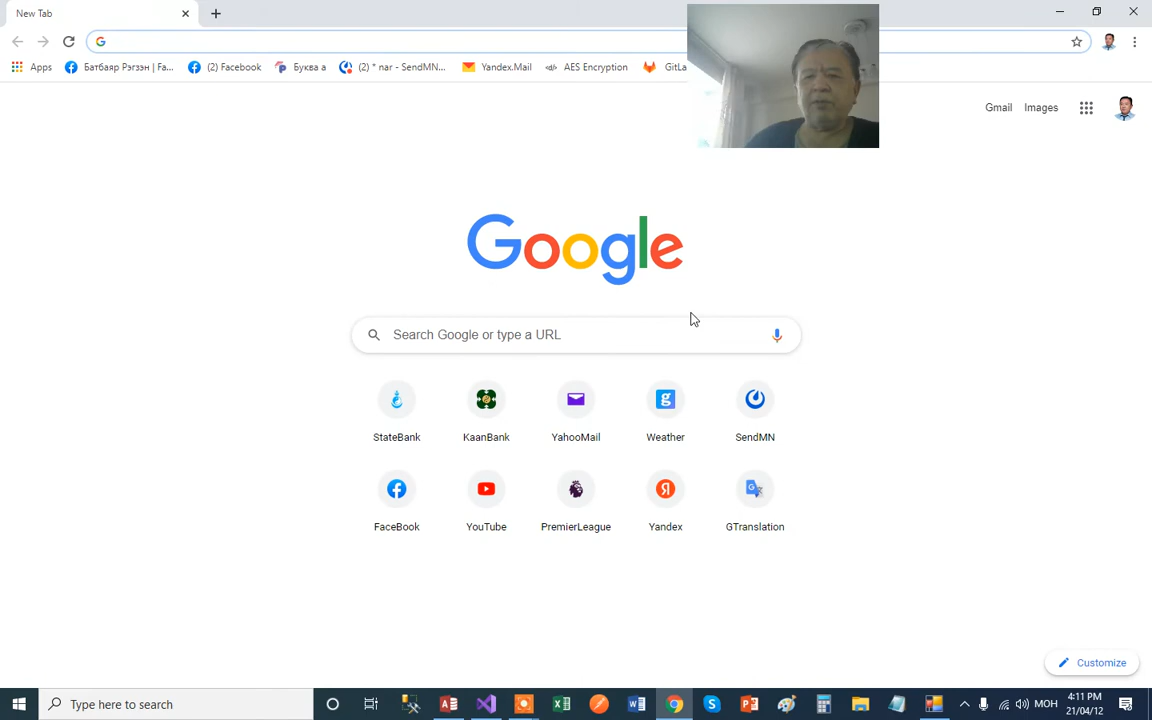 New Tab
Apps
Батбаяр Рэгзэн | Fa...
(2) Facebook
Буква а
(2) * nar - SendMN...
Yandex.Mail
AES Encryption
GitLa
Gmail
Images
Google
Search Google or type a URL
StateBank
KaanBank
YahooMail
Weather
SendMN
FaceBook
YouTube
PremierLeague
Yandex
GTranslation
Customize
Type here to search
МОН
4:11 PM
21/04/12